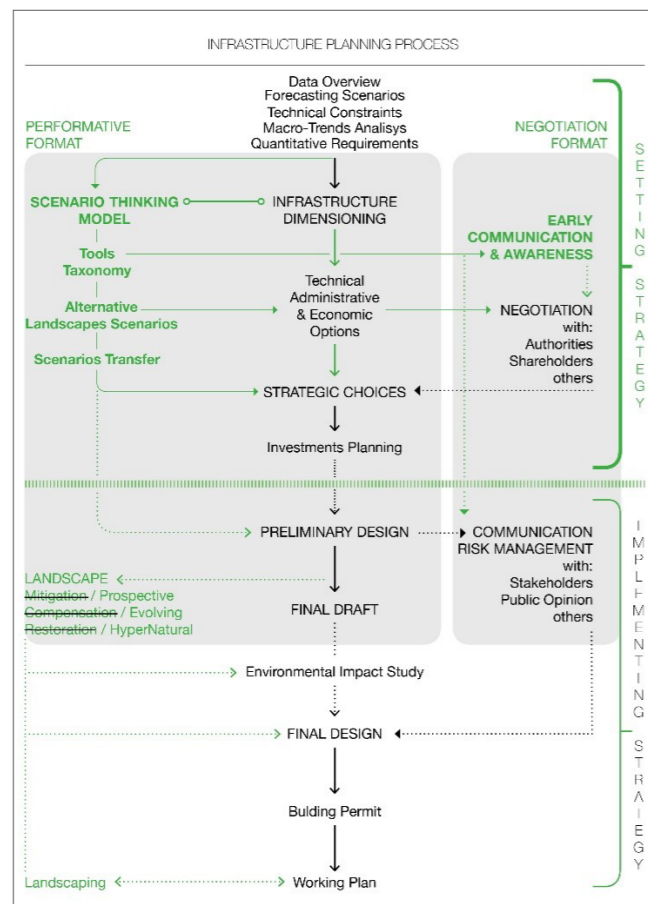 INFRASTRUCTURE PLANNING PROCESS
Data Overview
Forecasting Scenarios
Technical Constraints
Macro-Trends Analisys
Quantitative Requirements
PERFORMATIVE
FORMAT
NEGOTIATION
FORMAT
SETTING STRATEGY
SCENARIO THINKING
MODEL
INFRASTRUCTURE
DIMENSIONING
EARLY
COMMUNICATION
& AWARENESS
Tools
Taxonomy
Alternative
Landscapes Scenarios
Technical
Administrative
& Economic
Options
NEGOTIATION
with:
Authorities
Shareholders
others
Scenarios Transfer
STRATEGIC CHOICES
Investments Planning
PRELIMINARY DESIGN
COMMUNICATION
RISK MANAGEMENT
with:
Stakeholders
Public Opinion
others
IMPLEMENTING STRATEGY
LANDSCAPE
Mitigation / Prospective
Compensation / Evolving
Restoration / HyperNatural
FINAL DRAFT
Environmental Impact Study
FINAL DESIGN
Bulding Permit
Landscaping
Working Plan